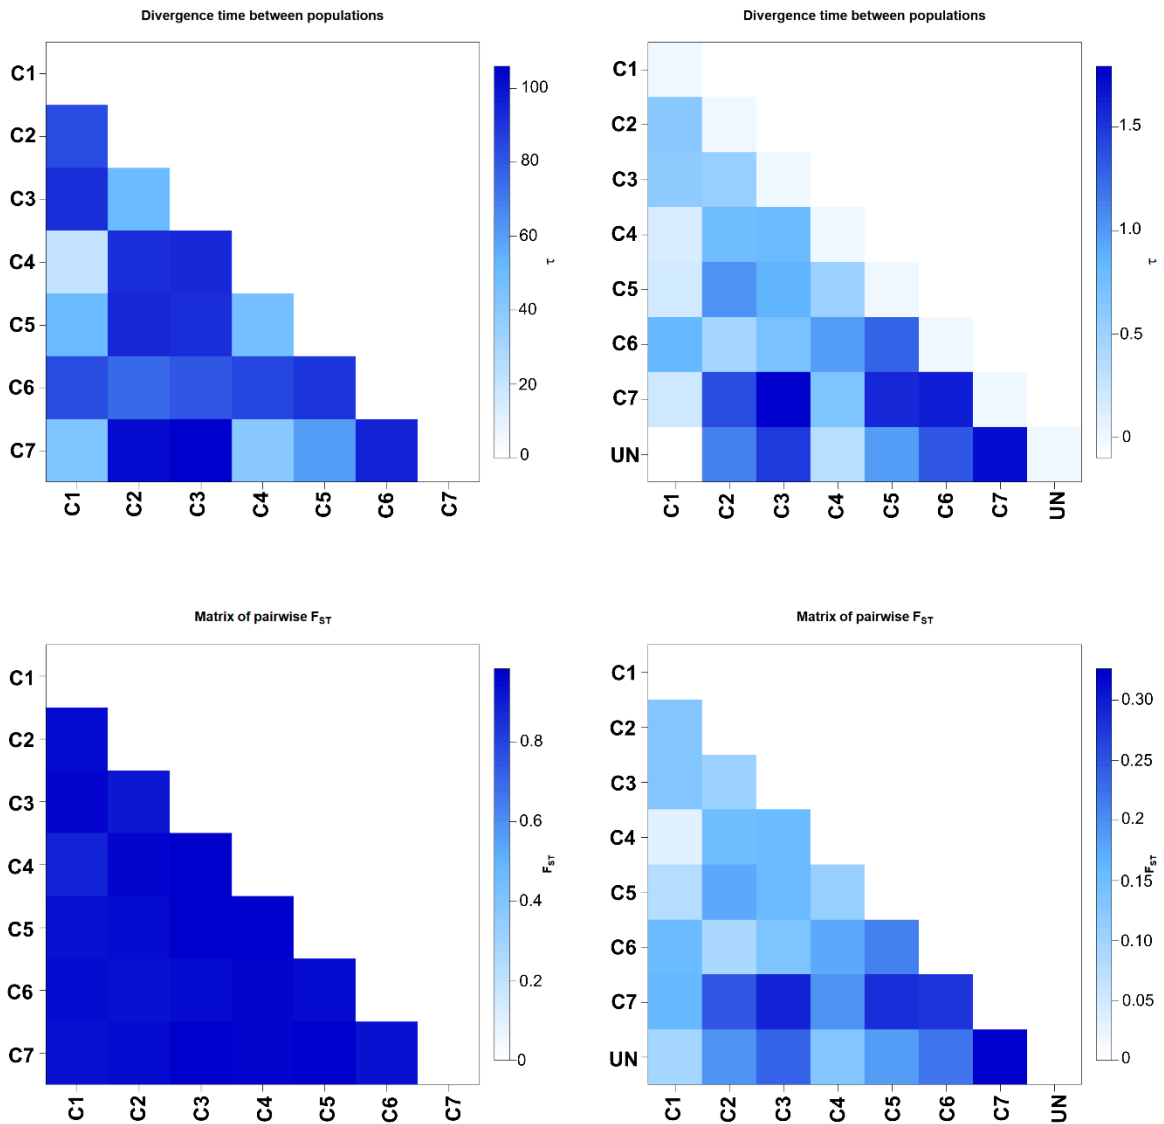 Divergence time between populations
C1
C2
C3
C4
C5
C6
C7
C1 C2 C3 C4 C5 C6 C7
100
80
60
40
20
0
τ
Divergence time between populations
C1
C2
C3
C4
C5
C6
C7
UN
C1 C2 C3 C4 C5 C6 C7 UN
1.5
1.0
0.5
0
τ
Matrix of pairwise FST
C1
C2
C3
C4
C5
C6
C7
C1 C2 C3 C4 C5 C6 C7
0.8
0.6
0.4
0.2
0
FST
Matrix of pairwise FST
C1
C2
C3
C4
C5
C6
C7
UN
C1 C2 C3 C4 C5 C6 C7 UN
0.30
0.25
0.2
0.15
0.10
0.05
0
FST